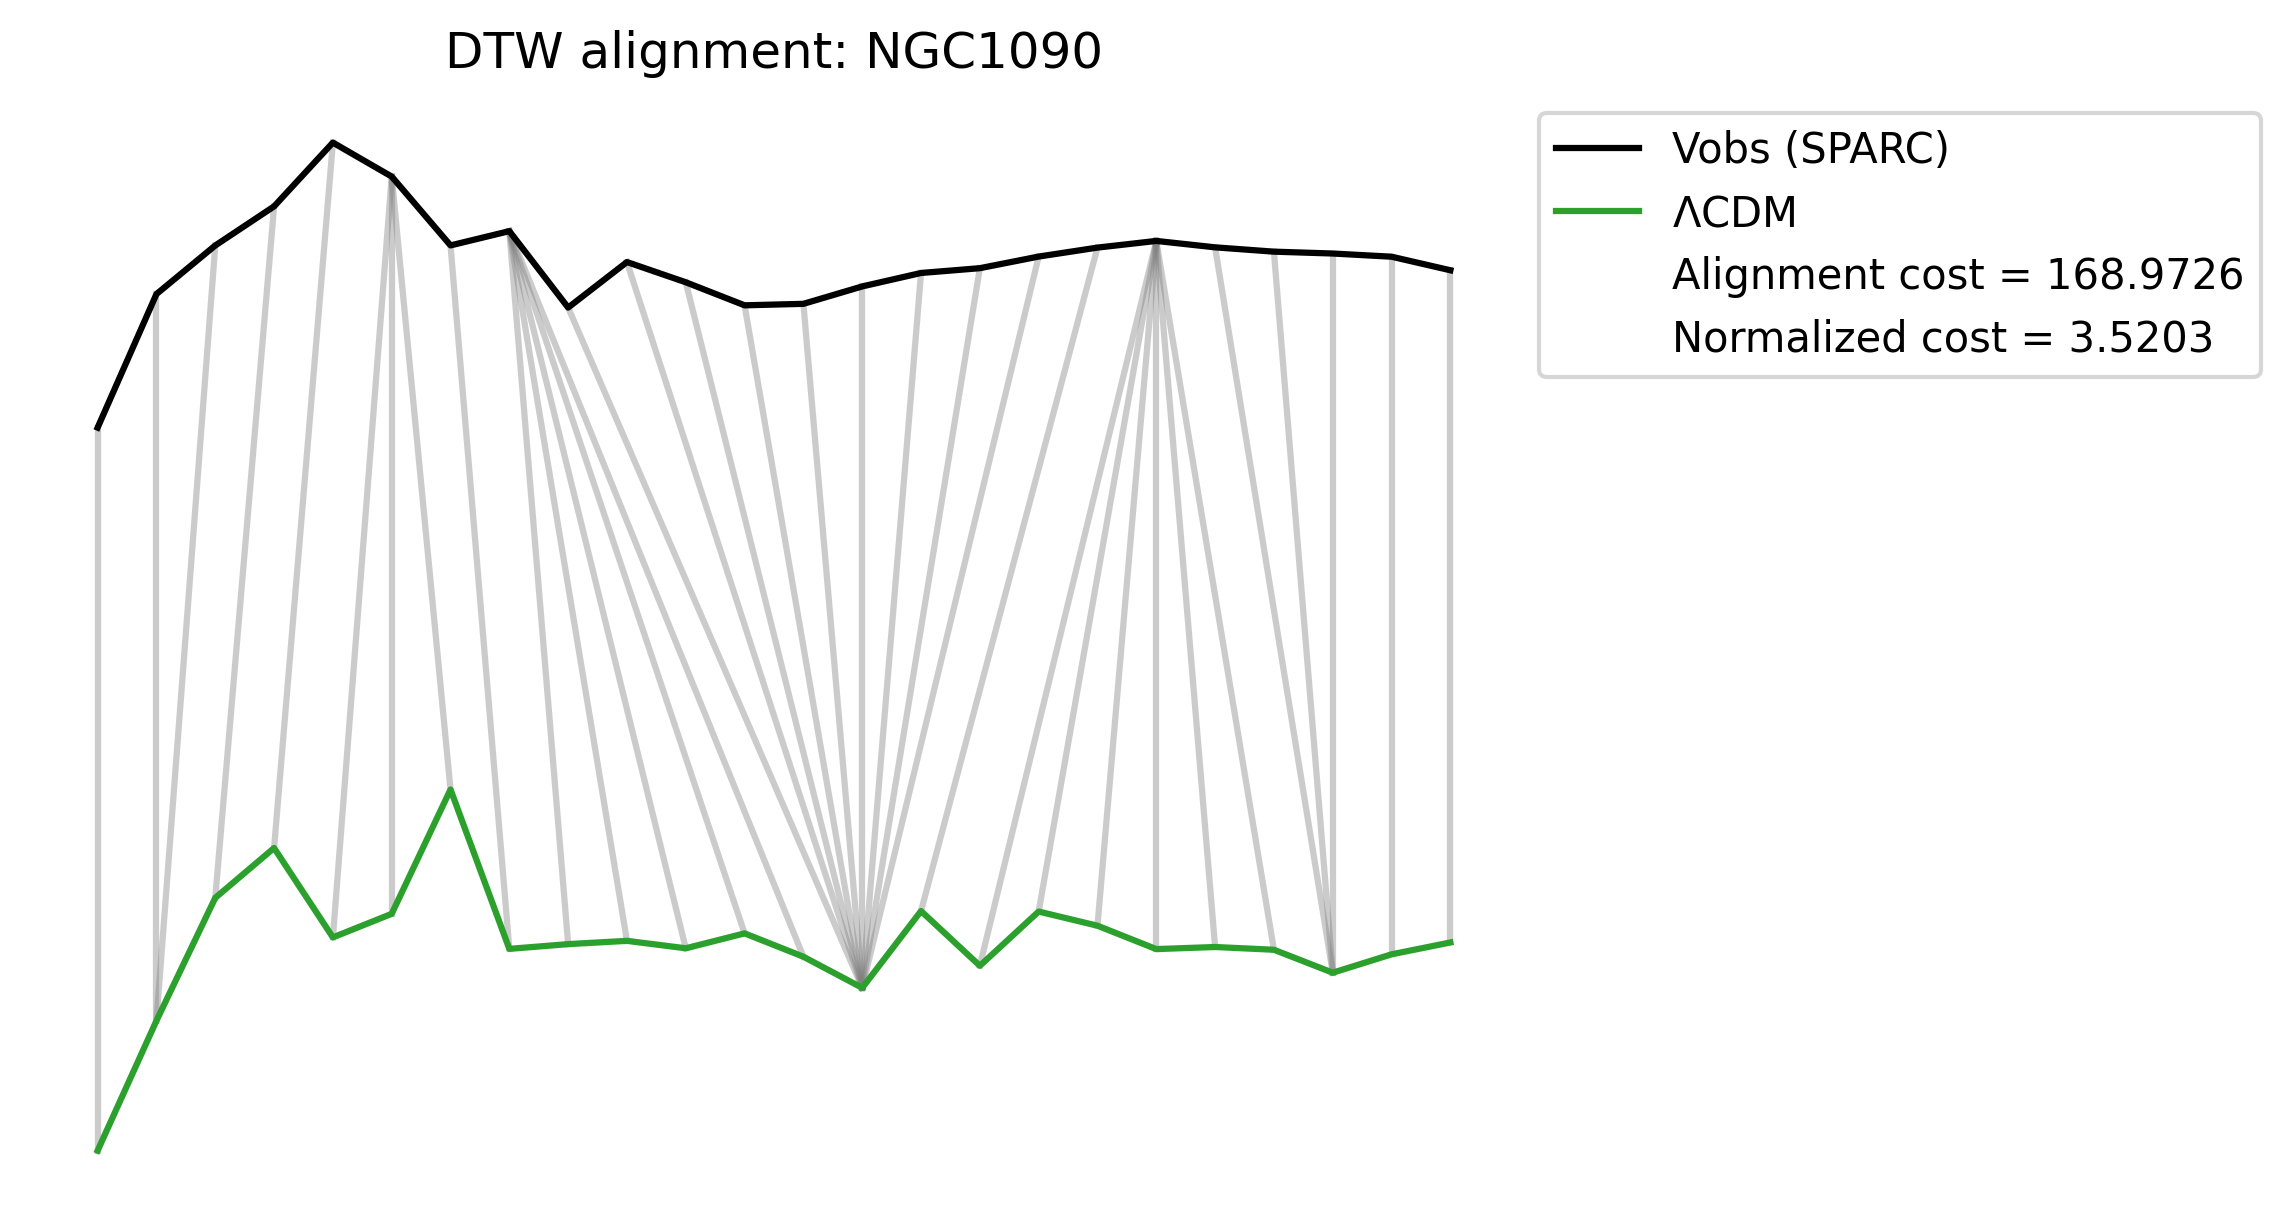 DTW alignment: NGC1090
Vobs (SPARC)
ΛCDM
Alignment cost = 168.9726
Normalized cost = 3.5203